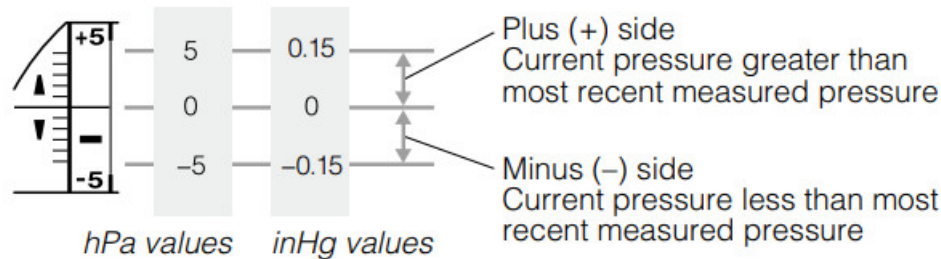 +5
-5
5
0
-5
hPa values
0.15
0
-0.15
inHg values
Plus (+) side
Current pressure greater than
most recent measured pressure
Minus (–) side
Current pressure less than most
recent measured pressure